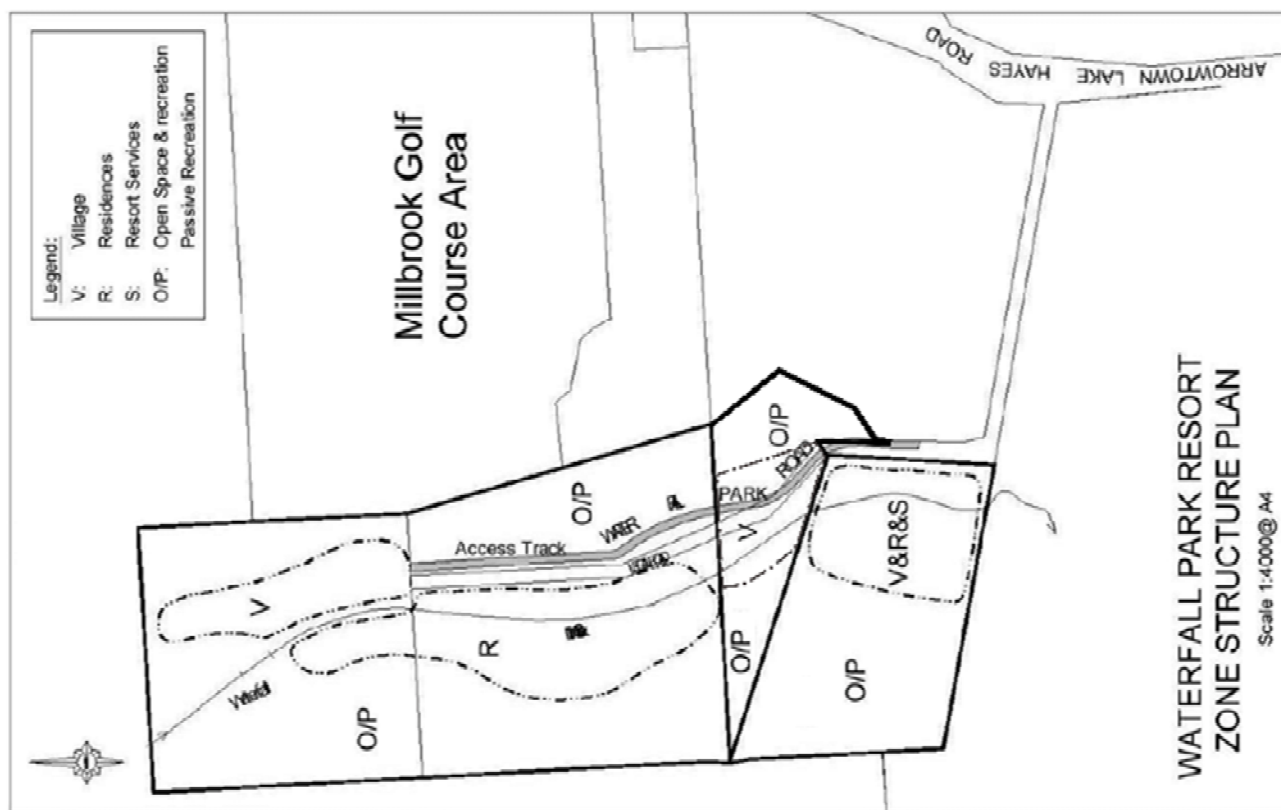 Legend:
V: Village
R: Residences
S: Resort Services
O/P: Open Space & recreation
Passive Recreation
Millbrook Golf
Course Area
ARROWTOWN LAKE HAYES ROAD
O/P
O/P
PARK
ROAD
Access Track
V
V
R
O/P
O/P
V&R&S
O/P
WATERFALL PARK RESORT
ZONE STRUCTURE PLAN
Scale 1:4000@ A4